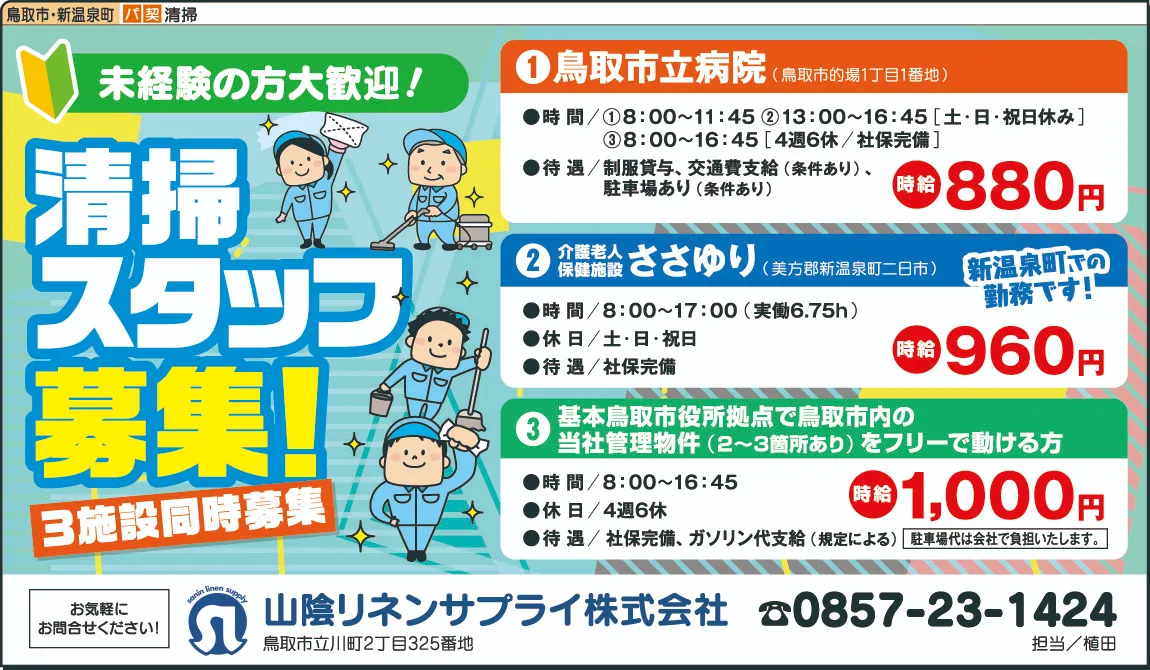 鳥取市・新温泉町 パ 契 清掃
未経験の方大歓迎!
清掃
スタッフ
募集!
3施設同時募集
①鳥取市立病院(鳥取市的場1丁目1番地)
●時間/①8:00〜11:45 ②13:00〜16:45[土・日・祝日休み]
③8:00〜16:45[4週6休/社保完備]
●待遇/制服貸与、交通費支給(条件あり)、
駐車場あり(条件あり)
時給880円
②介護老人
保健施設 ささゆり(美方郡新温泉町二日市)
新温泉町での
勤務です!
●時間/8:00〜17:00(実働6.75h)
●休日/土・日・祝日
●待遇/社保完備
時給960円
③基本鳥取市役所拠点で鳥取市内の
当社管理物件(2〜3箇所あり)をフリーで動ける方
●時間/8:00〜16:45
●休日/4週6休
●待遇/社保完備、ガソリン代支給(規定による) 駐車場代は会社で負担いたします。
時給1,000円
お気軽に
お問合せください!
sanin linen supply
山陰リネンサプライ株式会社
鳥取市立川町2丁目325番地
☎0857-23-1424
担当/植田